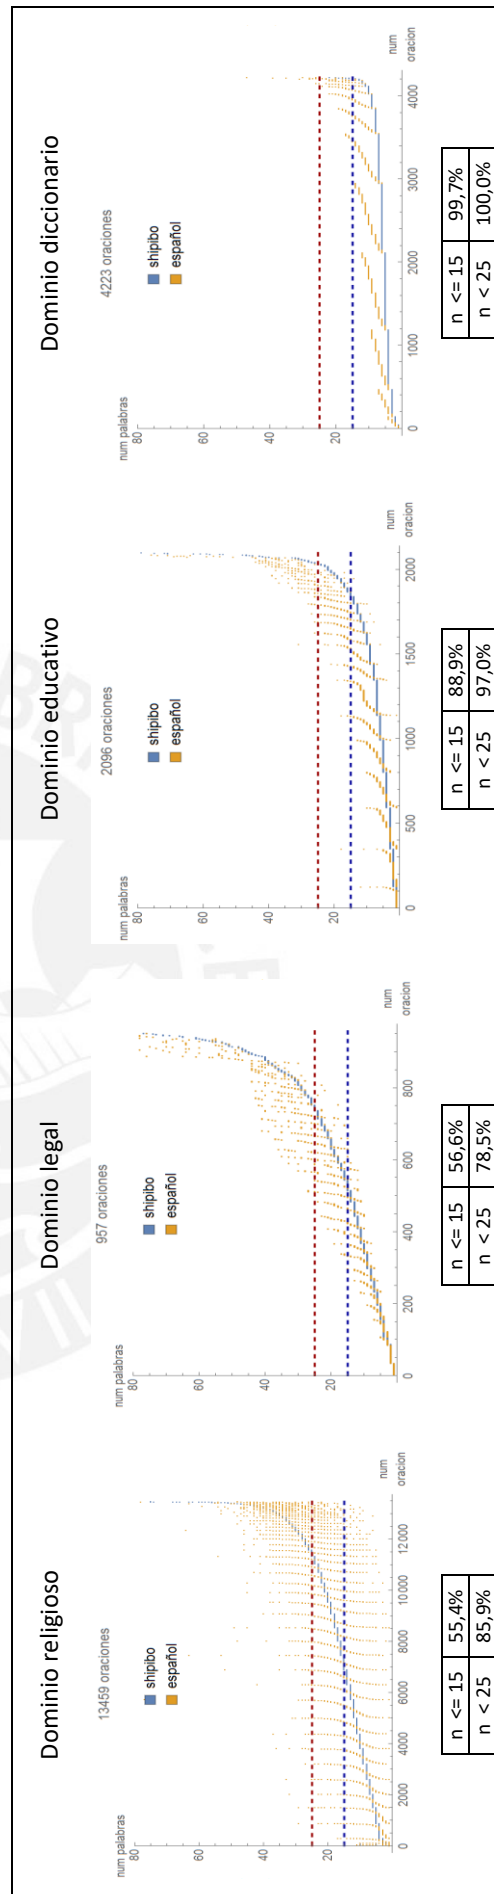 Dominio religioso
13459 oraciones
num palabras
80
60
40
20
shipibo
español
0
2000
4000
6000
8000
10000
12000
num
oracion
n <= 15 55,4%
n < 25 85,9%
Dominio legal
957 oraciones
num palabras
80
60
40
20
shipibo
español
0
200
400
600
800
num
oracion
n <= 15 56,6%
n < 25 78,5%
Dominio educativo
2096 oraciones
num palabras
80
60
40
20
shipibo
español
0
500
1000
1500
2000
num
oracion
n <= 15 88,9%
n < 25 97,0%
Dominio diccionario
4223 oraciones
num palabras
80
60
40
20
shipibo
español
0
1000
2000
3000
4000
num
oracion
n <= 15 99,7%
n < 25 100,0%